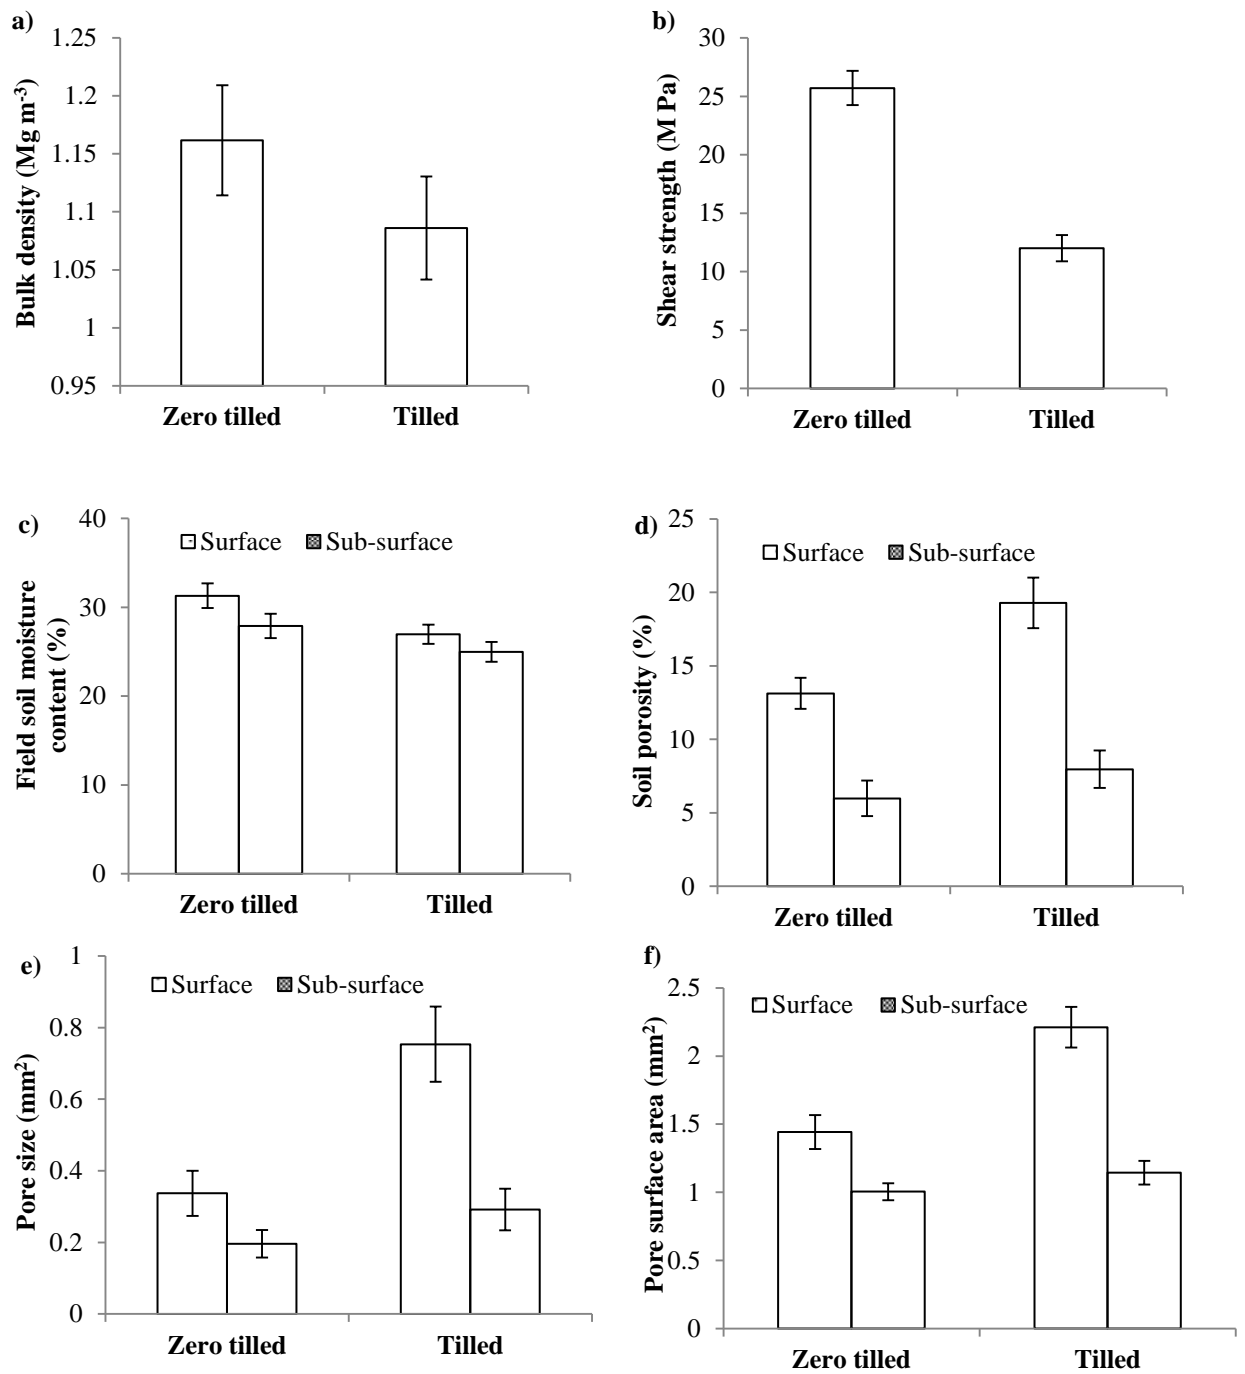 a)
1.25
1.2
1.15
1.1
1.05
1
0.95
Bulk density (Mg m-3)
Zero tilled Tilled
b)
30
25
20
15
10
5
0
Shear strength (M Pa)
Zero tilled Tilled
c)
40
30
20
10
0
Field soil moisture
content (%)
Surface Sub-surface
Zero tilled Tilled
d)
25
20
15
10
5
0
Soil porosity (%)
Surface Sub-surface
Zero tilled Tilled
e)
1
0.8
0.6
0.4
0.2
0
Pore size (mm²)
Surface Sub-surface
Zero tilled Tilled
f)
2.5
2
1.5
1
0.5
0
Pore surface area (mm²)
Surface Sub-surface
Zero tilled Tilled